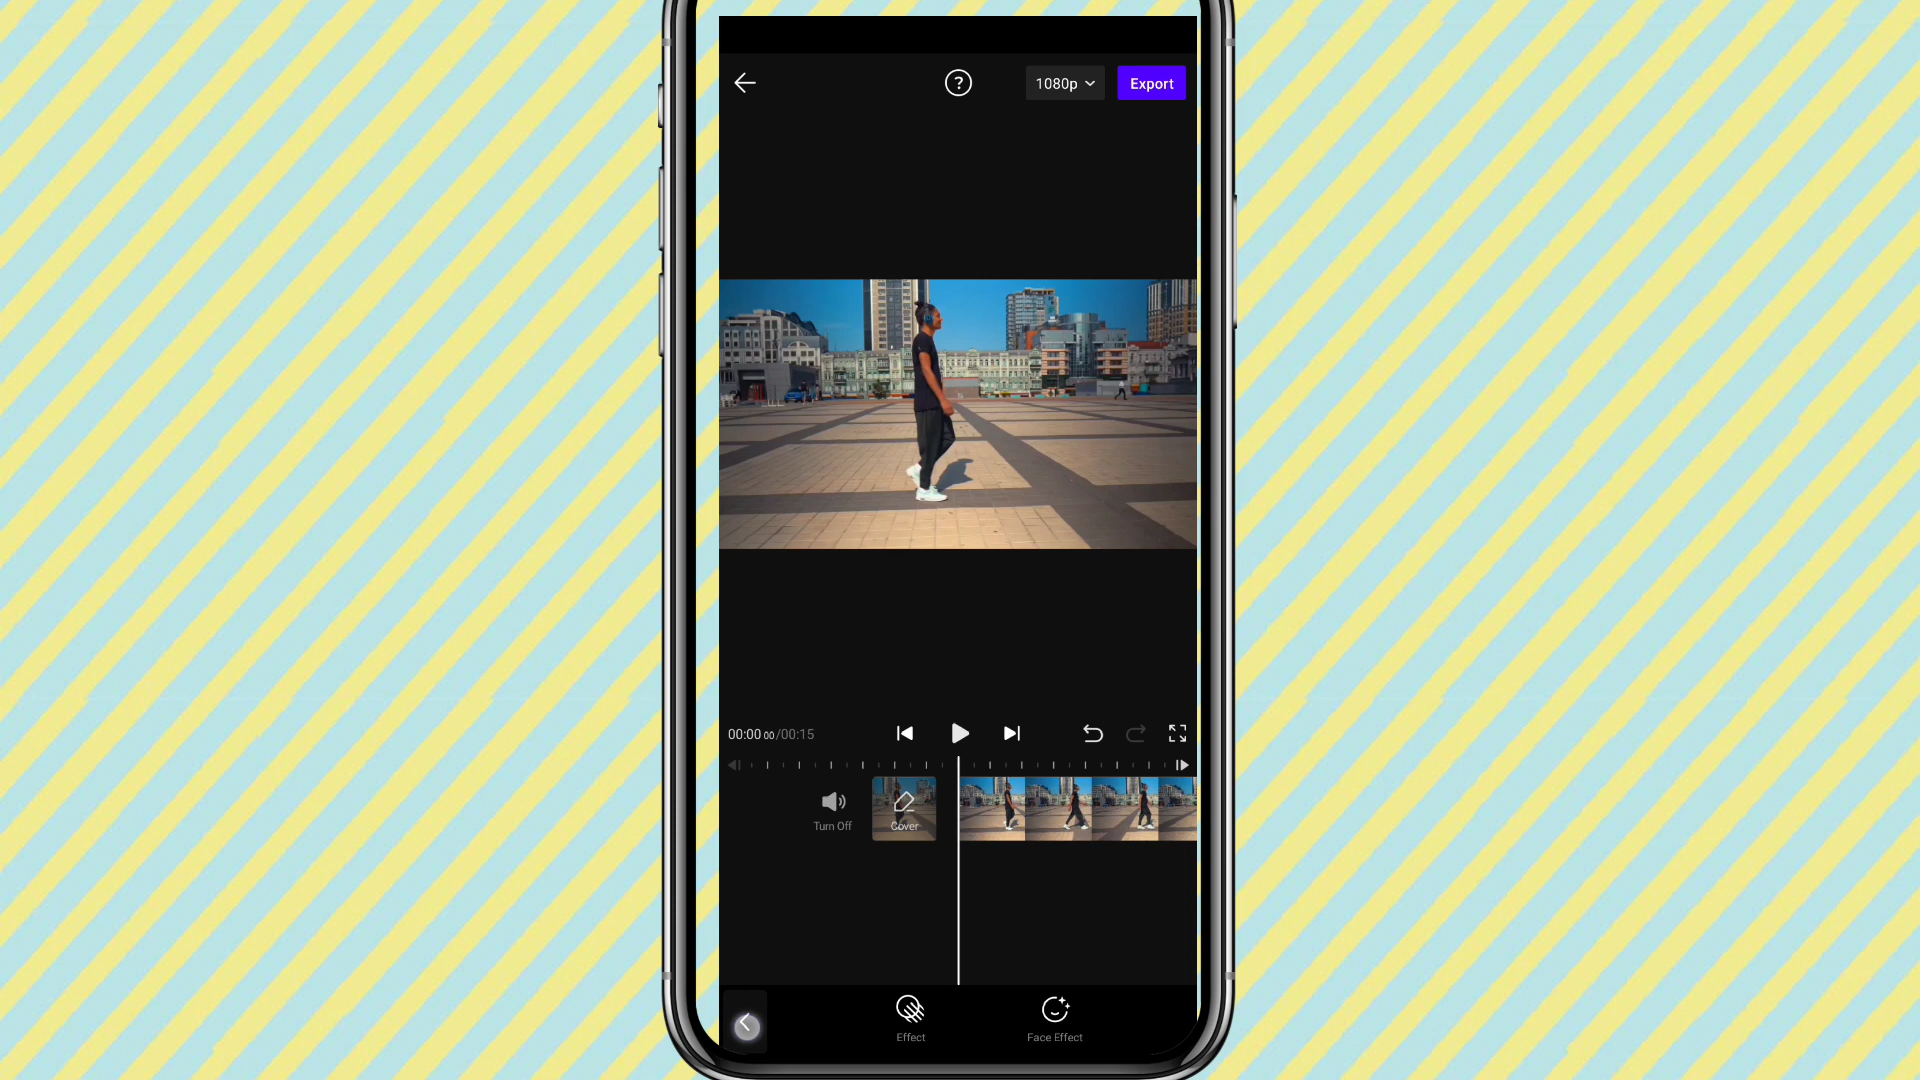 ?
1080p
Export
00:00 00/00:15
Turn Off
Cover
Effect
Face Effect